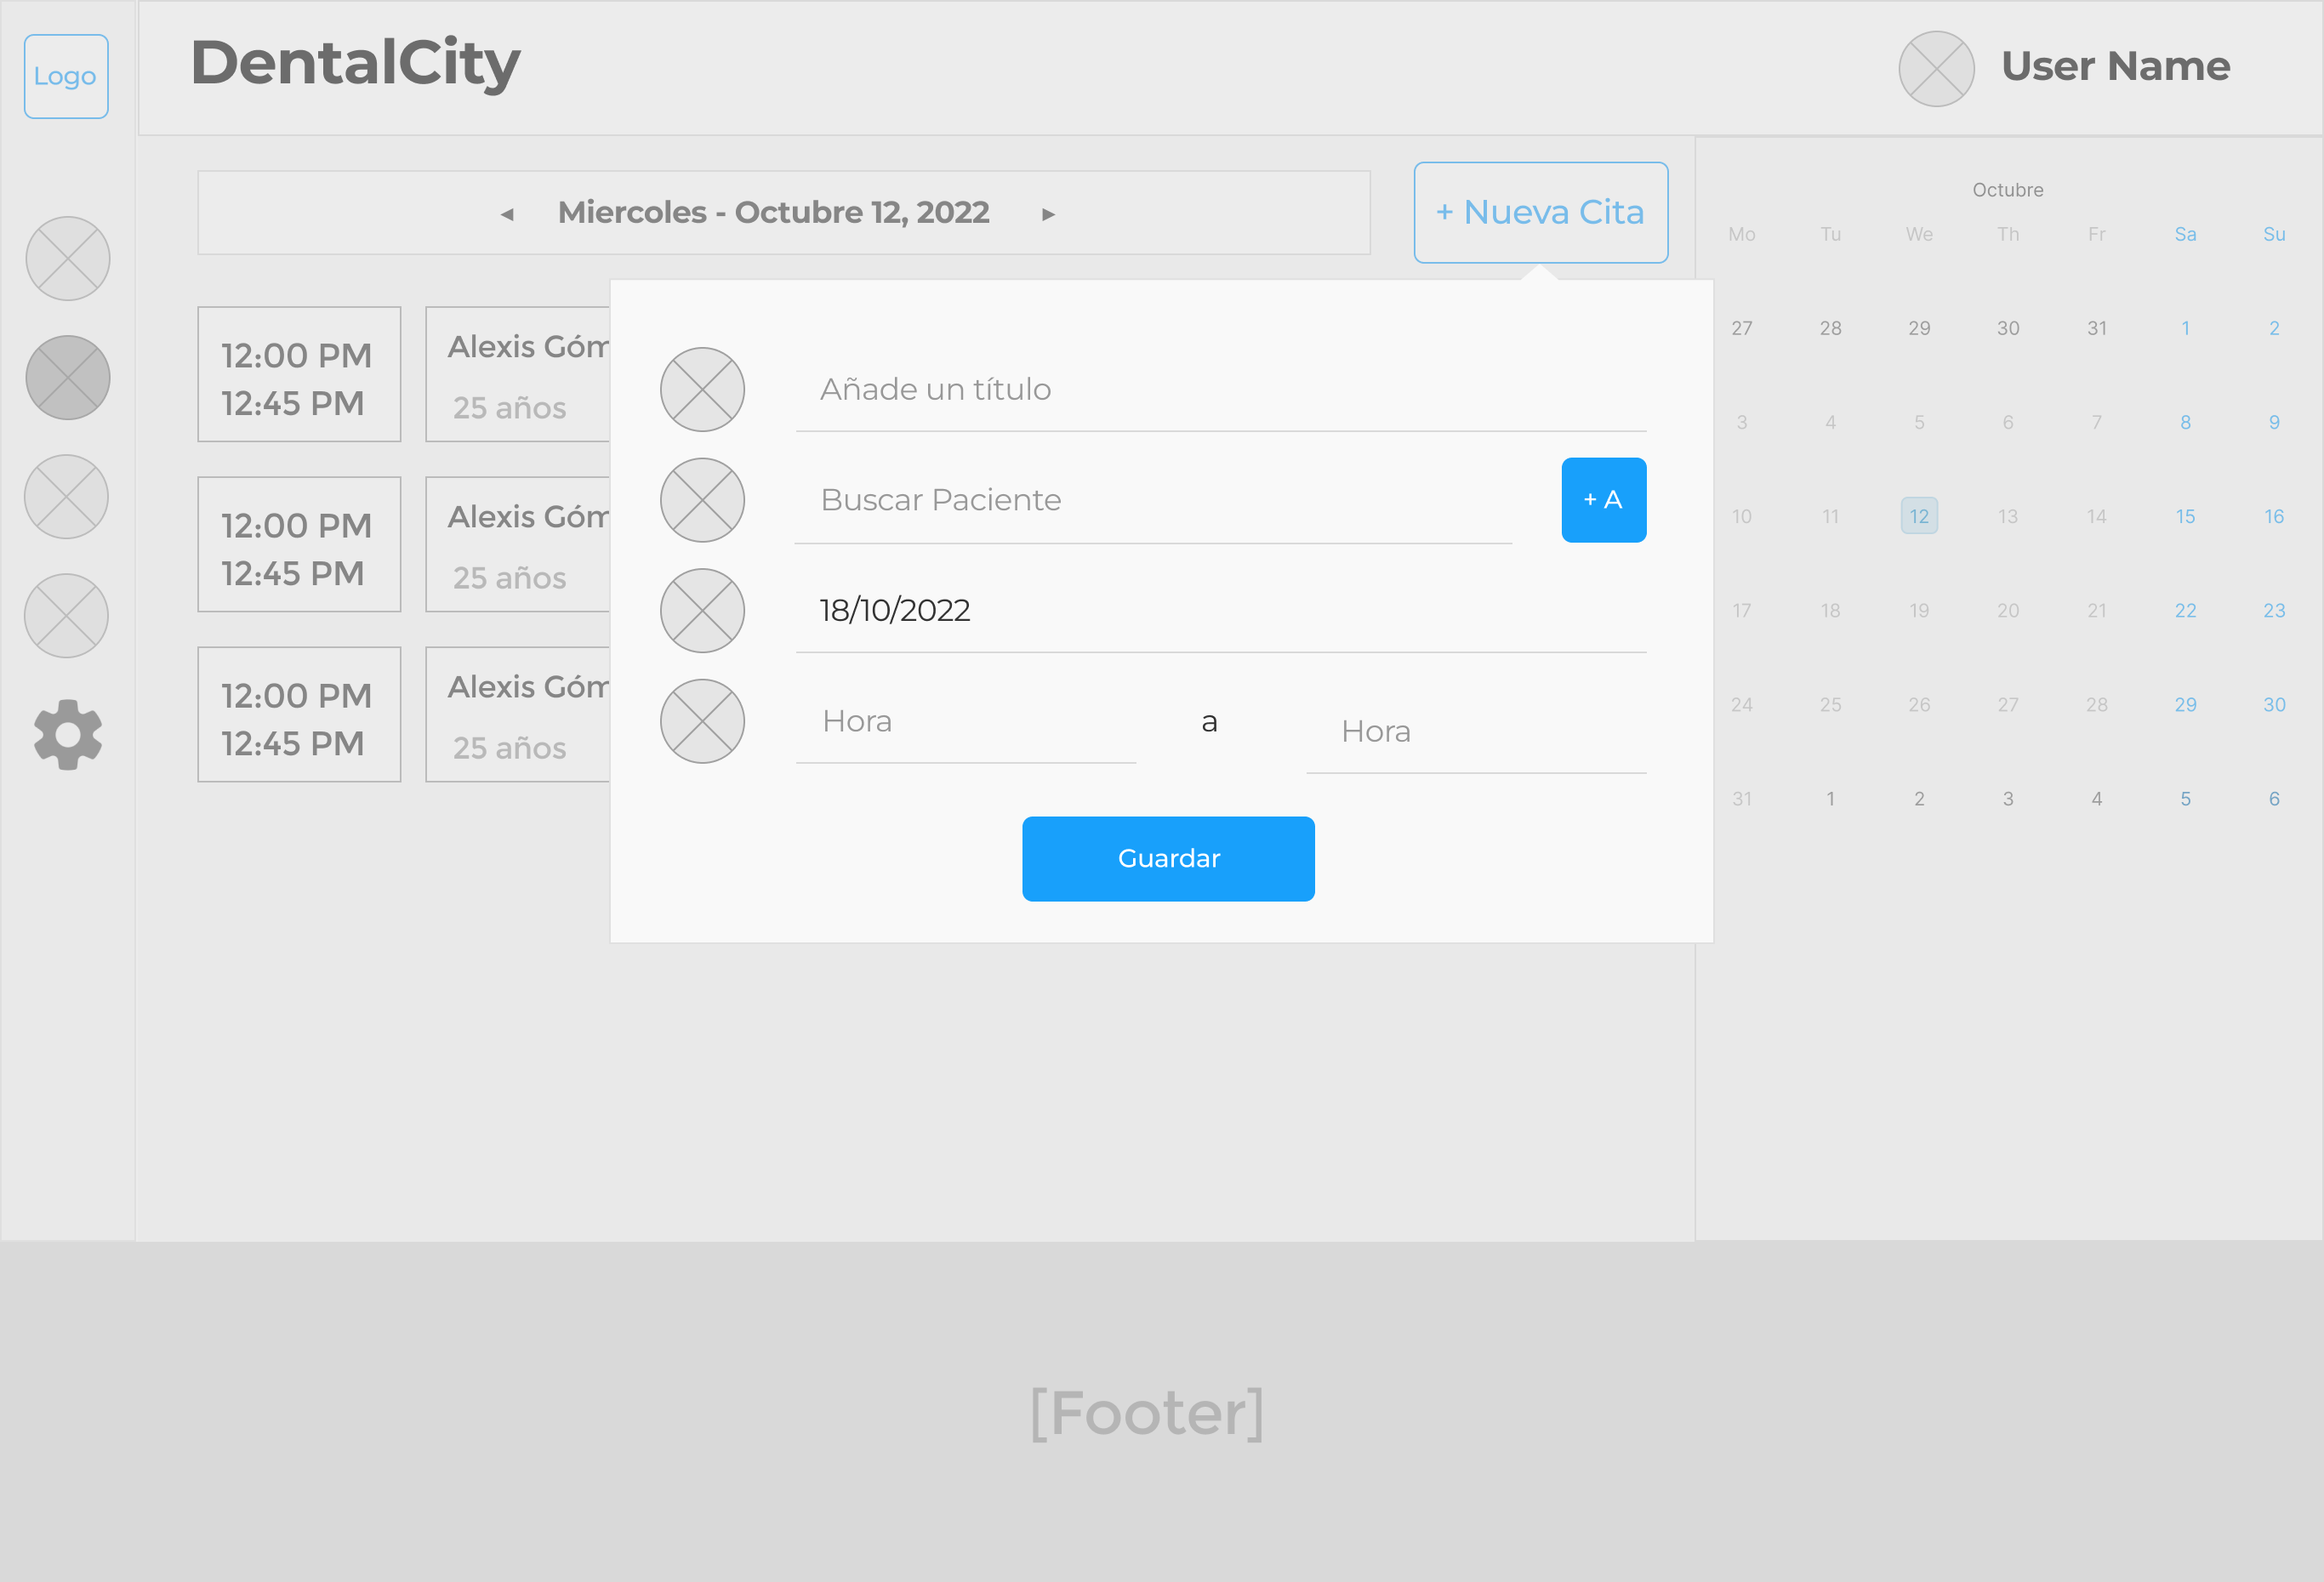 Logo
DentalCity
User Name
◄ Miercoles - Octubre 12, 2022 ►
+ Nueva Cita
12:00 PM
12:45 PM
Alexis Góm
25 años
12:00 PM
12:45 PM
Alexis Góm
25 años
12:00 PM
12:45 PM
Alexis Góm
25 años
Añade un título
Buscar Paciente
+ A
18/10/2022
Hora a Hora
Guardar
Octubre
Mo Tu We Th Fr Sa Su
27 28 29 30 31 1 2
3 4 5 6 7 8 9
10 11 12 13 14 15 16
17 18 19 20 21 22 23
24 25 26 27 28 29 30
31 1 2 3 4 5 6
[Footer]